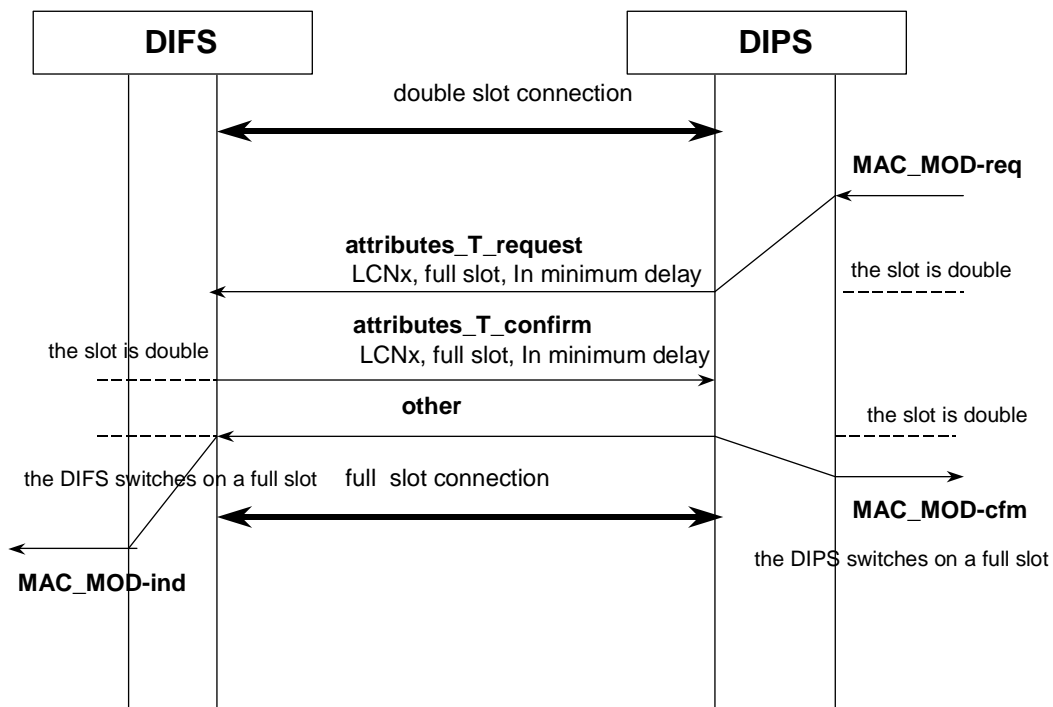 DIFS
DIPS
double slot connection
MAC_MOD-req
attributes_T_request
LCNx, full slot, In minimum delay
the slot is double
attributes_T_confirm
the slot is double
LCNx, full slot, In minimum delay
other
the slot is double
the DIFS switches on a full slot
full slot connection
MAC_MOD-cfm
the DIPS switches on a full slot
MAC_MOD-ind